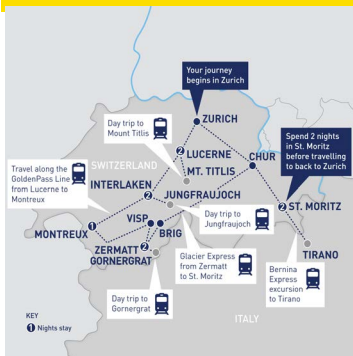 Your journey
begins in Zurich
ZURICH
Day trip to
Mount Titlis
Spend 2 nights
in St. Moritz
before travelling
to back to Zurich
2
LUCERNE
CHUR
SWITZERLAND
MT. TITLIS
Travel along the
GoldenPass Line
from Lucerne to
Montreux
INTERLAKEN
2
JUNGFRAUJOCH
2
ST. MORITZ
VISP
BRIG
Day trip to
Jungfraujoch
MONTREUX
1
ZERMATT
2
GORNERGRAT
Glacier Express
from Zermatt
to St. Moritz
TIRANO
Bernina
Express
excursion
to Tirano
Day trip to
Gornergrat
ITALY
KEY
1 Nights stay